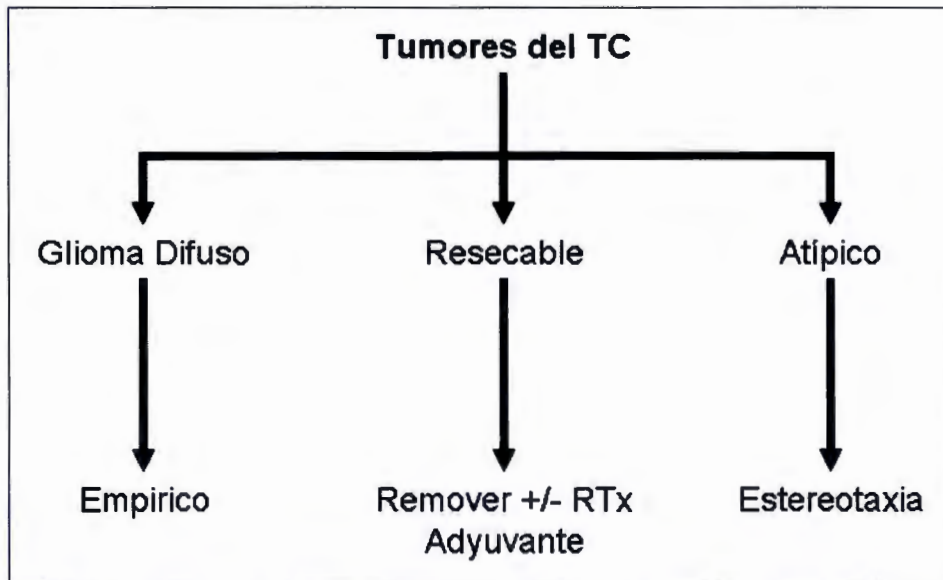 Tumores del TC
Glioma Difuso
Resecable
Atípico
Empirico
Remover +/- RTx
Adyuvante
Estereotaxia